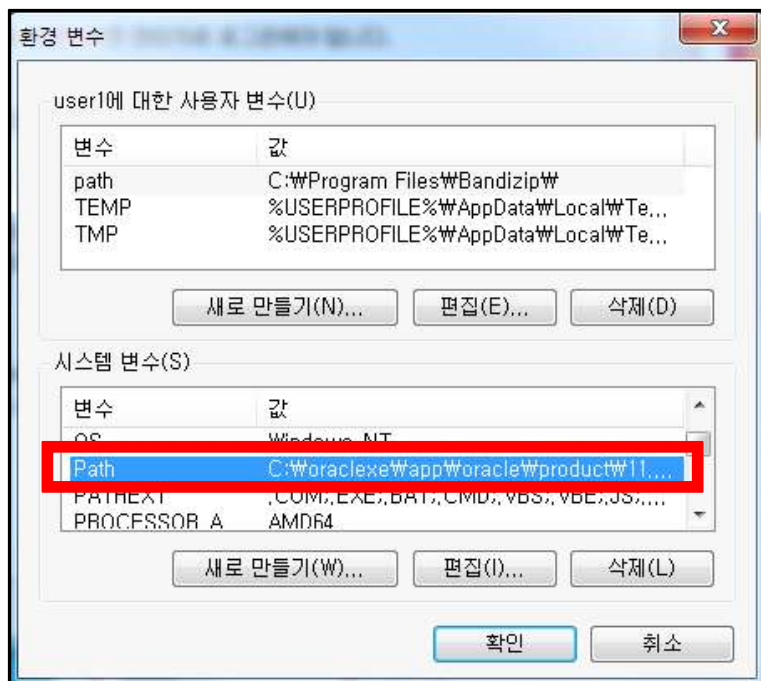 환경 변수
user1에 대한 사용자 변수(U)
변수 값
path C:₩Program Files₩Bandizip₩
TEMP %USERPROFILE%₩AppData₩Local₩Te...
TMP %USERPROFILE%₩AppData₩Local₩Te...
새로 만들기(N)... 편집(E)... 삭제(D)
시스템 변수(S)
변수 값
OS Windows_NT
Path C:₩oraclexe₩app₩oracle₩product₩11....
PATHEXT .COM;.EXE;.BAT;.CMD;.VBS;.VBE;.JS;....
PROCESSOR_A... AMD64
새로 만들기(W)... 편집(I)... 삭제(L)
확인 취소